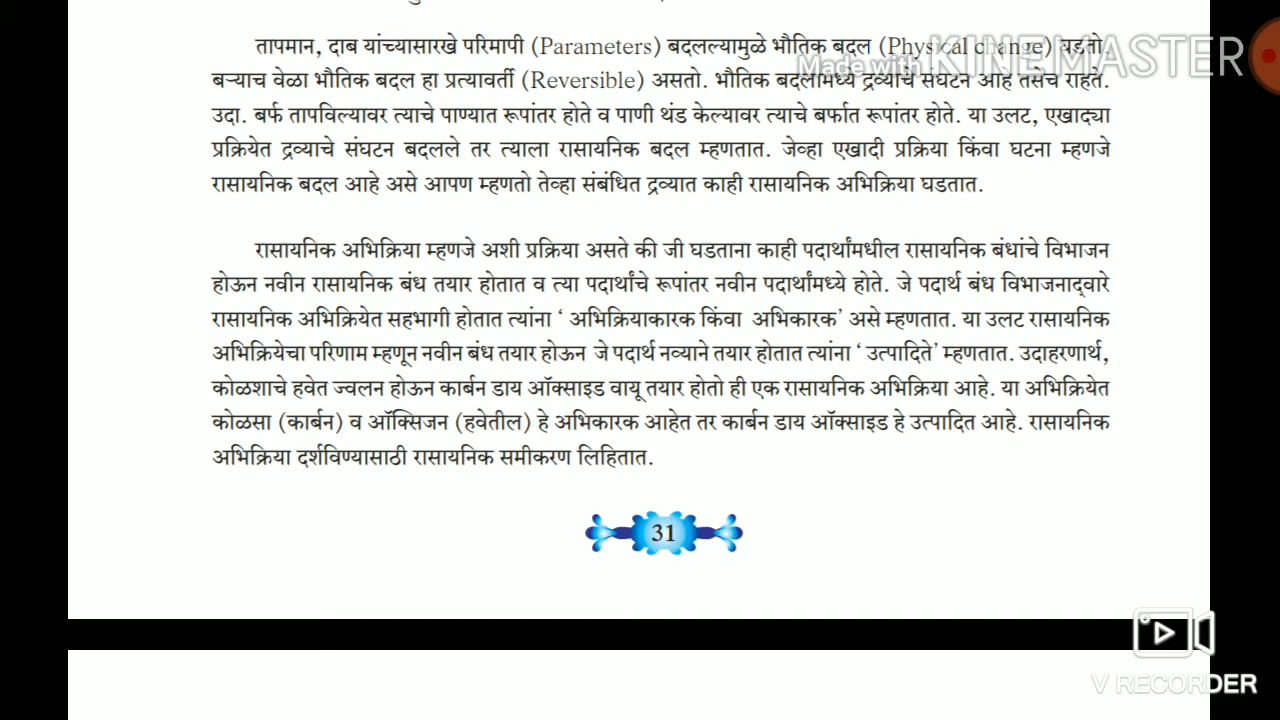 तापमान, दाब यांच्यासारखे परिमापी (Parameters) बदलल्यामुळे भौतिक बदल (Physical change) घडतो.
Made with KINEMASTER
बऱ्याच वेळा भौतिक बदल हा प्रत्यावर्ती (Reversible) असतो. भौतिक बदलामध्ये द्रव्याचे संघटन आहे तसेच राहते.
उदा. बर्फ तापविल्यावर त्याचे पाण्यात रूपांतर होते व पाणी थंड केल्यावर त्याचे बर्फात रूपांतर होते. या उलट, एखाद्या
प्रक्रियेत द्रव्याचे संघटन बदलले तर त्याला रासायनिक बदल म्हणतात. जेव्हा एखादी प्रक्रिया किंवा घटना म्हणजे
रासायनिक बदल आहे असे आपण म्हणतो तेव्हा संबंधित द्रव्यात काही रासायनिक अभिक्रिया घडतात.
रासायनिक अभिक्रिया म्हणजे अशी प्रक्रिया असते की जी घडताना काही पदार्थांमधील रासायनिक बंधांचे विभाजन
होऊन नवीन रासायनिक बंध तयार होतात व त्या पदार्थांचे रूपांतर नवीन पदार्थांमध्ये होते. जे पदार्थ बंध विभाजनाद्‌वारे
रासायनिक अभिक्रियेत सहभागी होतात त्यांना ‘ अभिक्रियाकारक किंवा अभिकारक’ असे म्हणतात. या उलट रासायनिक
अभिक्रियेचा परिणाम म्हणून नवीन बंध तयार होऊन जे पदार्थ नव्याने तयार होतात त्यांना ‘ उत्पादिते’ म्हणतात. उदाहरणार्थ,
कोळशाचे हवेत ज्वलन होऊन कार्बन डाय ऑक्साइड वायू तयार होतो ही एक रासायनिक अभिक्रिया आहे. या अभिक्रियेत
कोळसा (कार्बन) व ऑक्सिजन (हवेतील) हे अभिकारक आहेत तर कार्बन डाय ऑक्साइड हे उत्पादित आहे. रासायनिक
अभिक्रिया दर्शविण्यासाठी रासायनिक समीकरण लिहितात.
31
V RECORDER